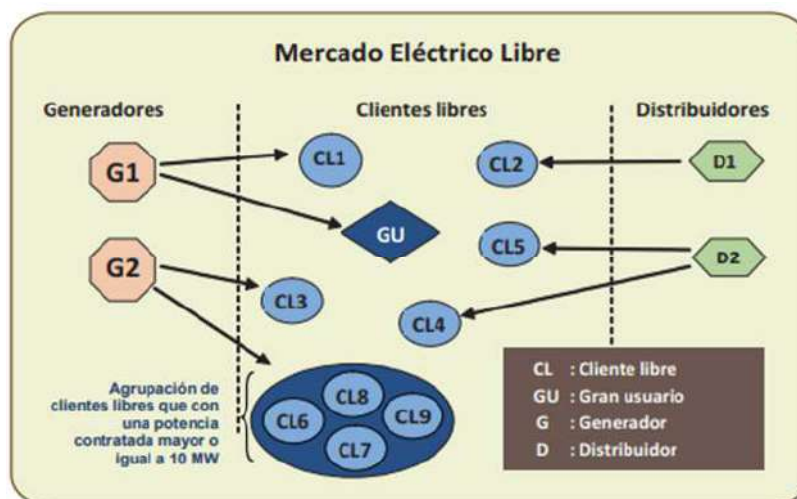 Mercado Eléctrico Libre
Generadores
Clientes libres
Distribuidores
G1
CL1
CL2
D1
GU
CL5
G2
D2
CL3
CL4
Agrupación de
clientes libres que con
una potencia
contratada mayor o
igual a 10 MW
CL8
CL6
CL9
CL7
CL : Cliente libre
GU : Gran usuario
G : Generador
D : Distribuidor